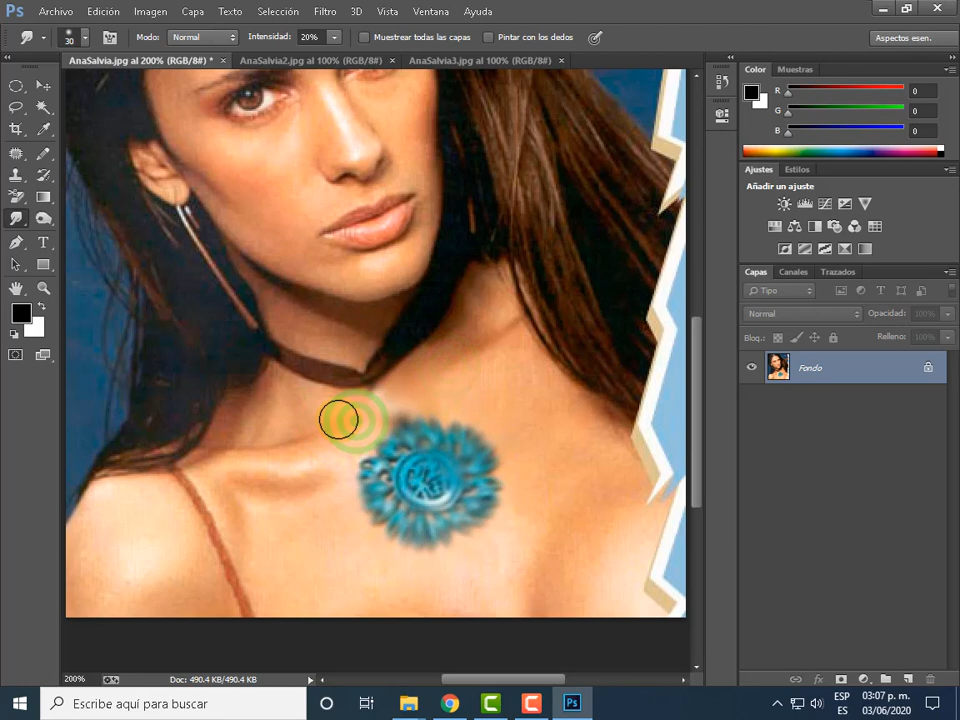 Ps Archivo Edición Imagen Capa Texto Selección Filtro 3D Vista Ventana Ayuda
30 Modo: Normal Intensidad: 20% Muestrear todas las capas Pintar con los dedos Aspectos esen.
AnaSalvia.jpg al 200% (RGB/8#) * × AnaSalvia2.jpg al 100% (RGB/8#) × AnaSalvia3.jpg al 100% (RGB/8#) ×
Color Muestras
R 0
G 0
B 0
Ajustes Estilos
Añadir un ajuste
Capas Canales Trazados
Tipo
Normal Opacidad: 100%
Bloq.: Relleno: 100%
Fondo
200% Doc: 490.4 KB/490.4 KB
Escribe aquí para buscar
Ps
ESP 03:07 p. m.
ES 03/06/2020